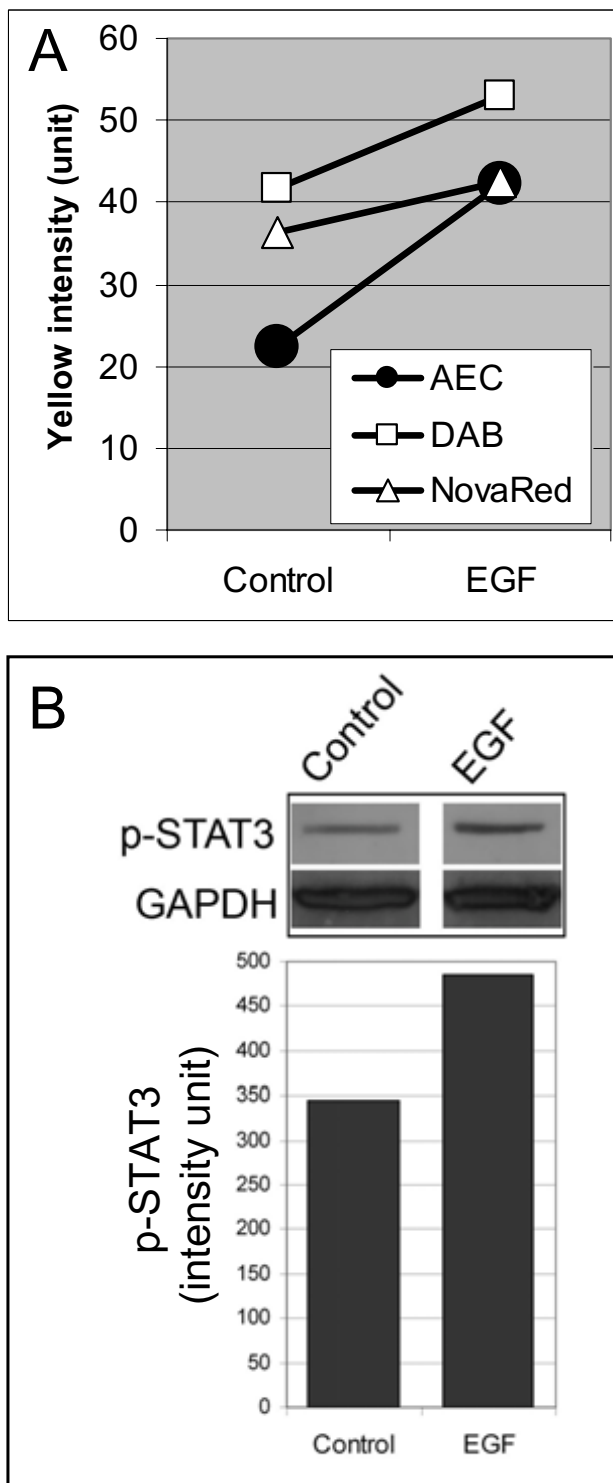 A
60
50
40
30
20
10
0
Yellow intensity (unit)
AEC
DAB
NovaRed
Control EGF
B
Control EGF
p-STAT3
GAPDH
500
450
400
350
300
250
200
150
100
50
0
p-STAT3
(intensity unit)
Control EGF